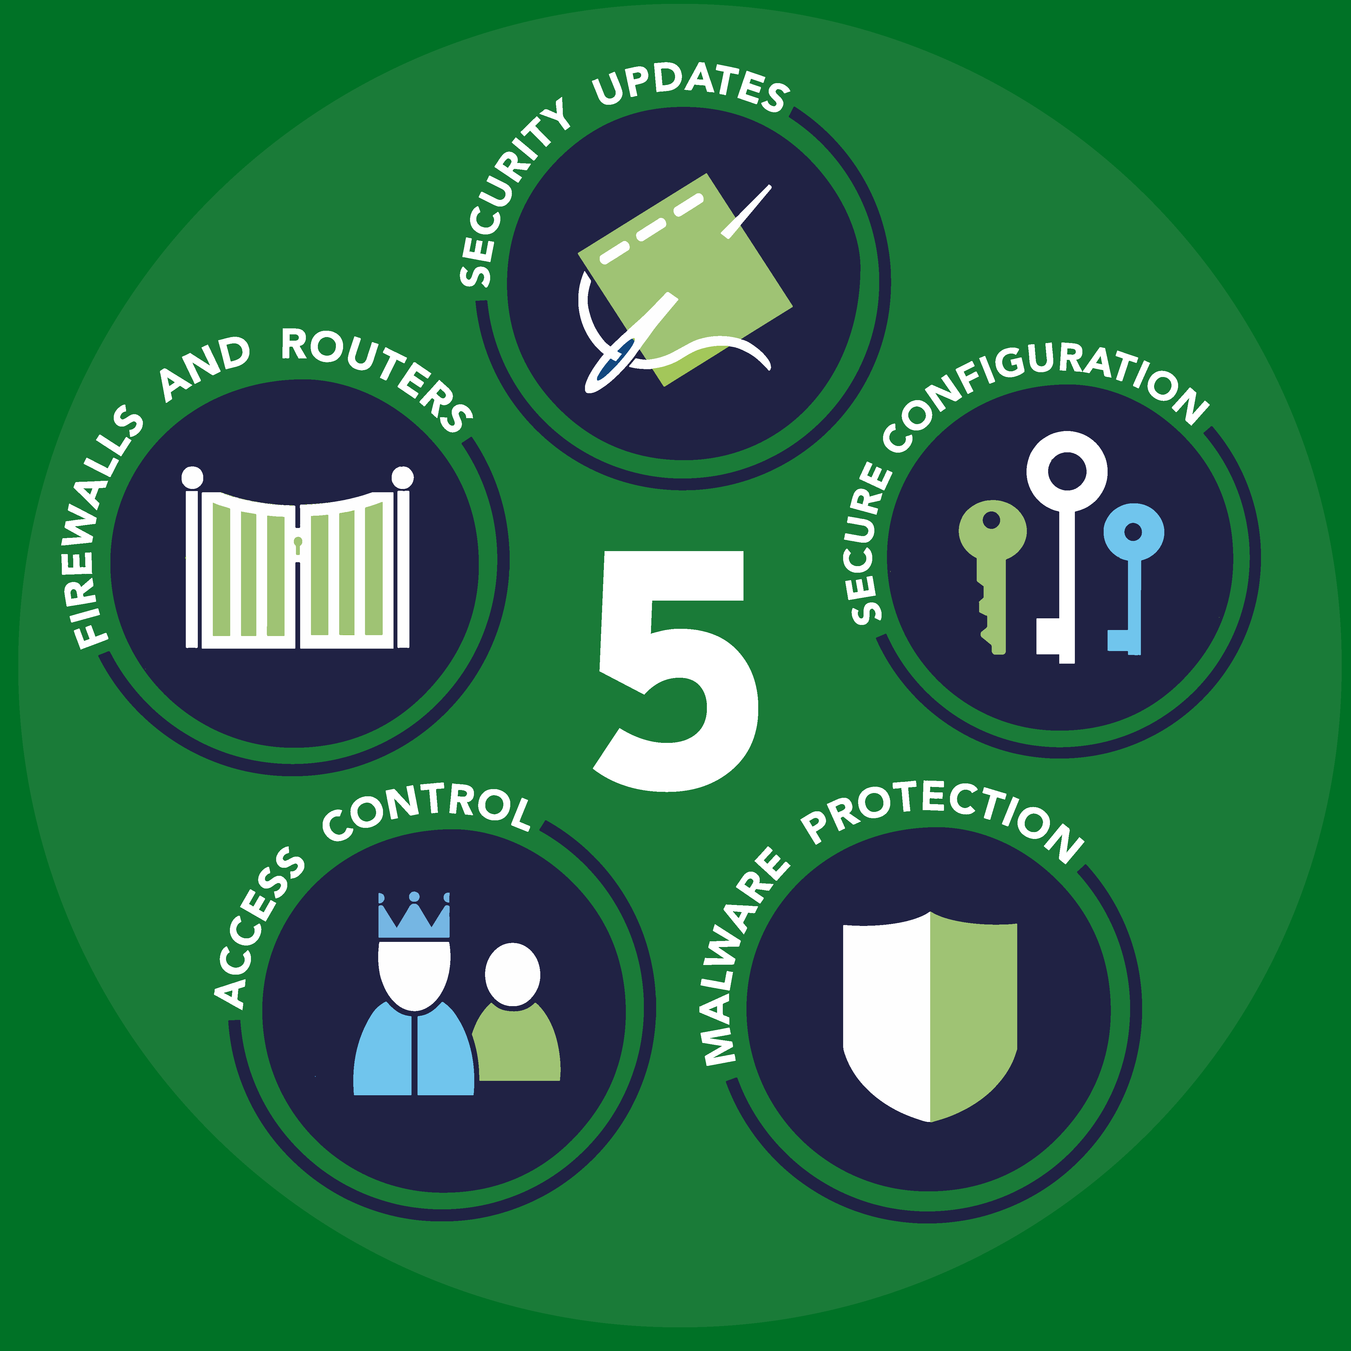 SECURITY UPDATES
FIREWALLS AND ROUTERS
SECURE CONFIGURATION
5
ACCESS CONTROL
MALWARE PROTECTION